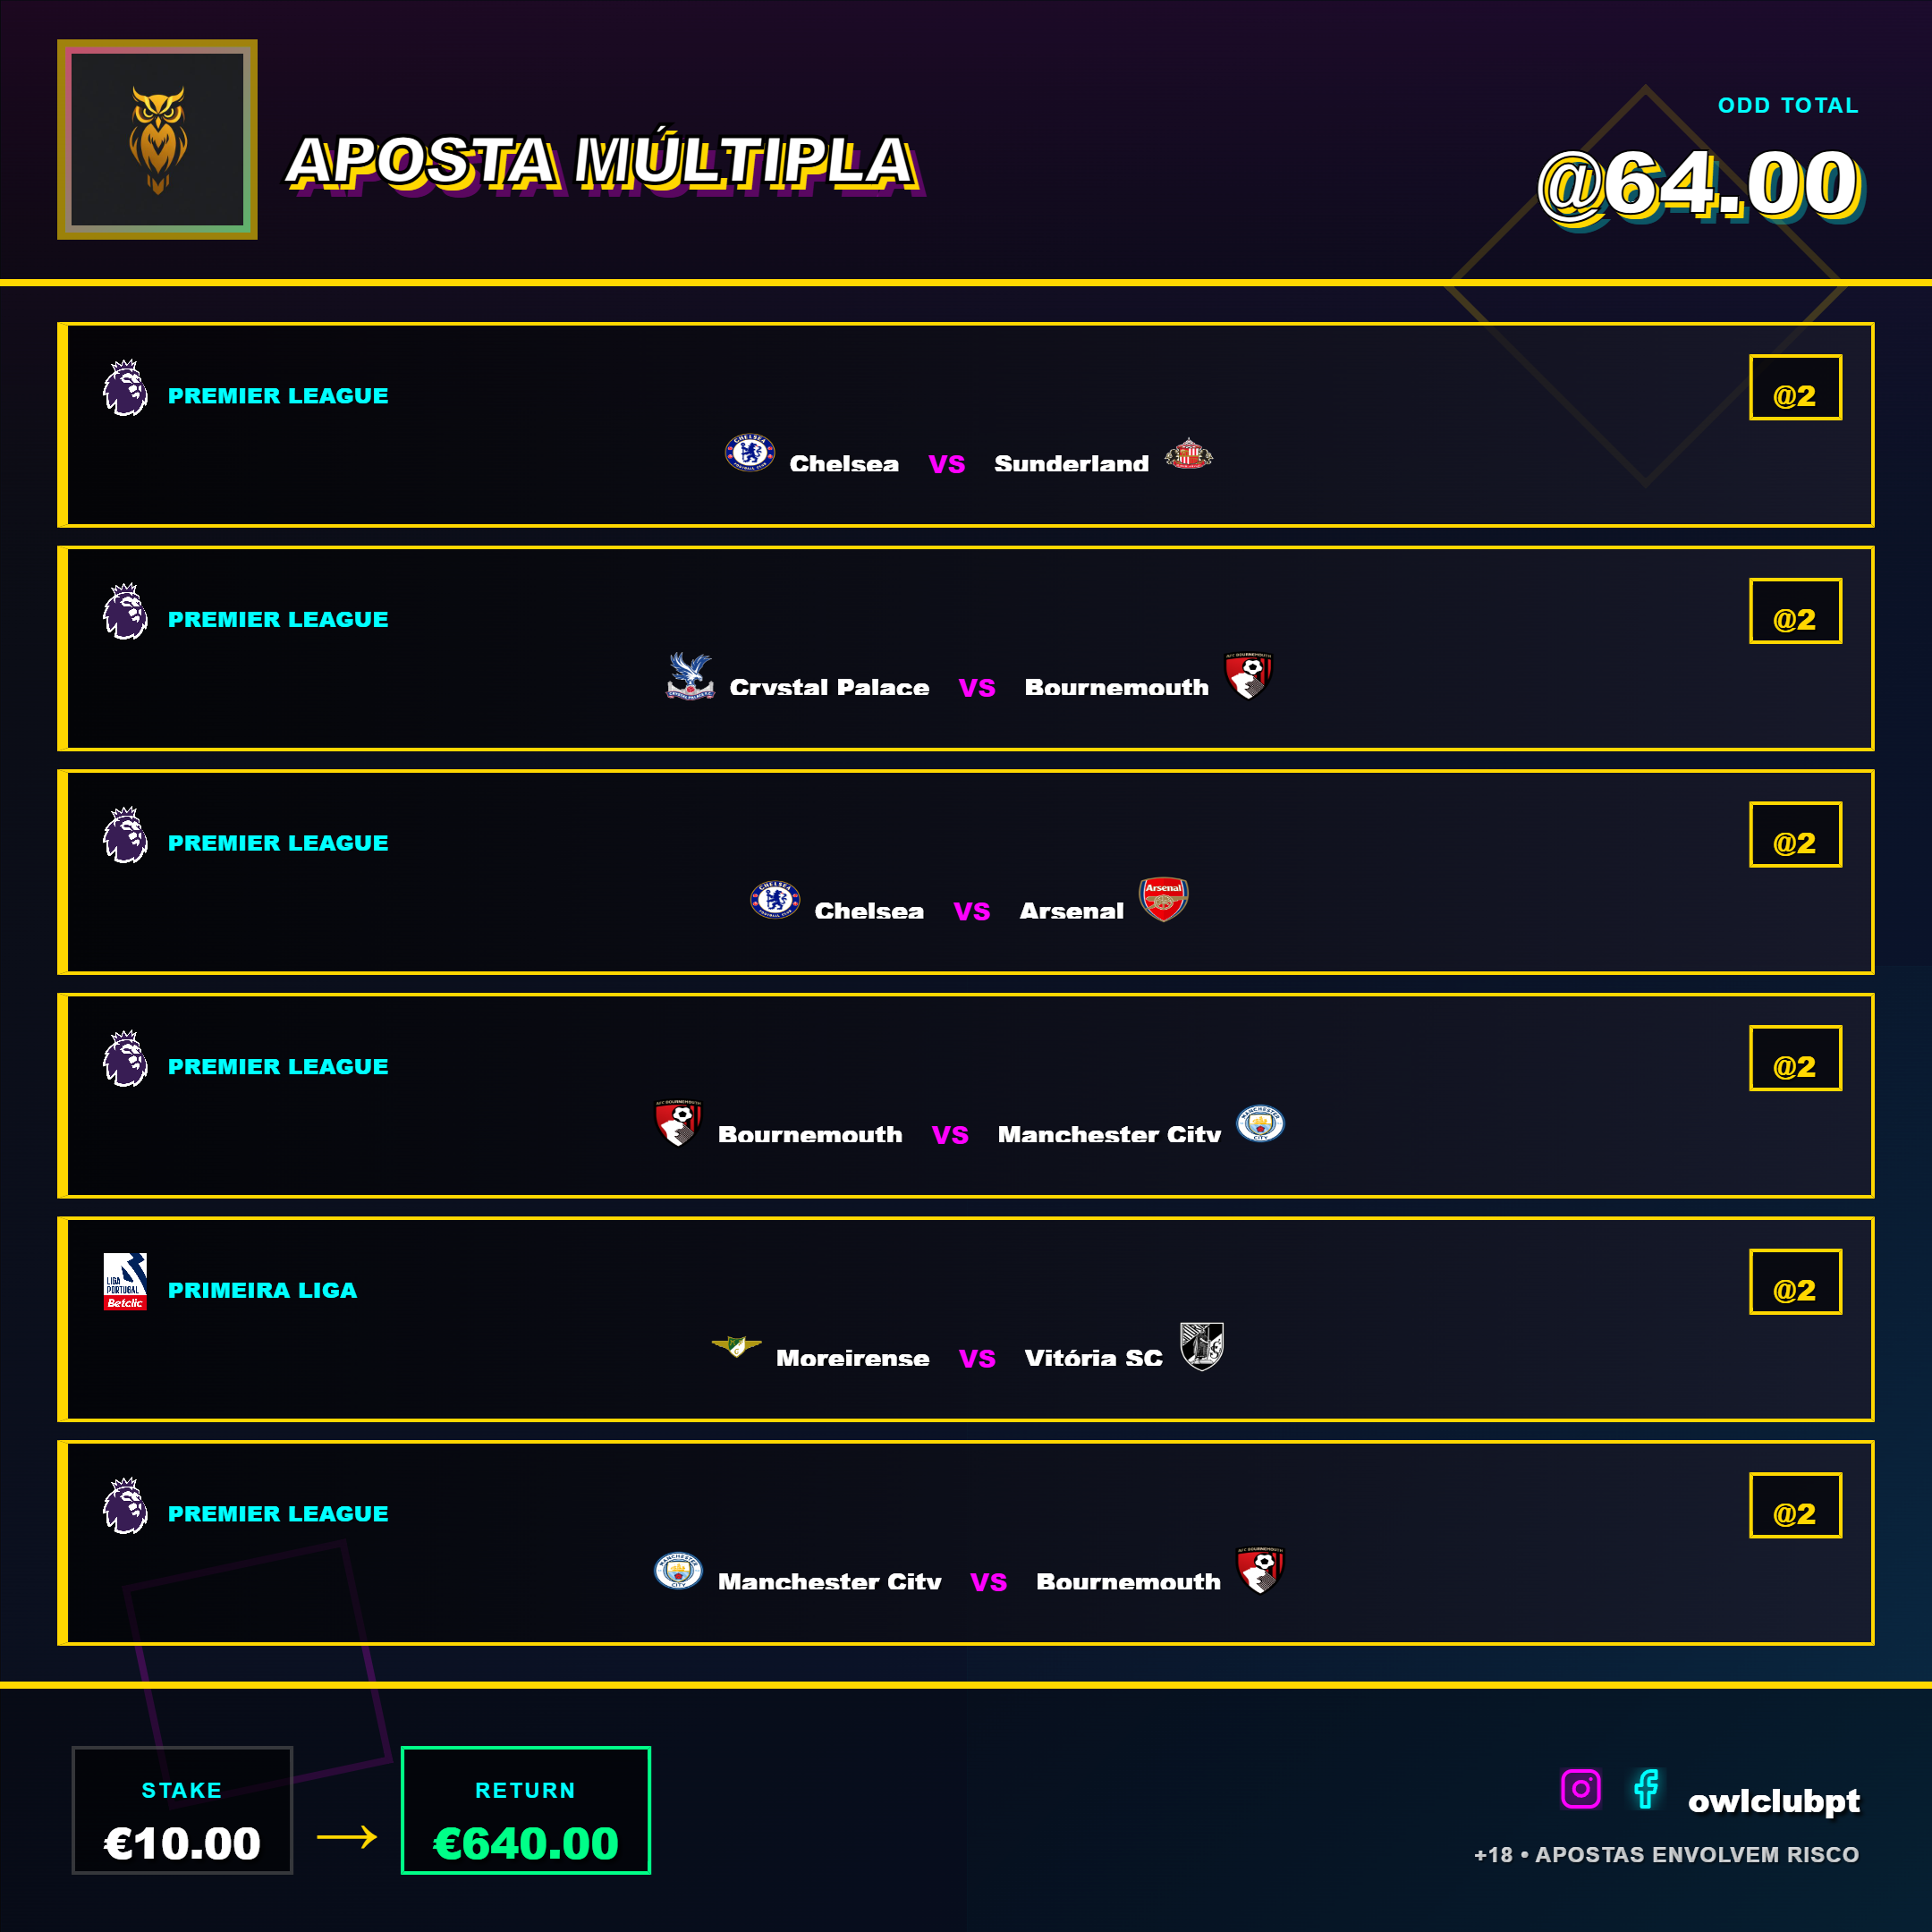 APOSTA MÚLTIPLA
ODD TOTAL
@64.00
PREMIER LEAGUE
@2
Chelsea VS Sunderland
PREMIER LEAGUE
@2
Crystal Palace VS Bournemouth
PREMIER LEAGUE
@2
Chelsea VS Arsenal
PREMIER LEAGUE
@2
Bournemouth VS Manchester City
LIGA
PORTUGAL
Betclic
PRIMEIRA LIGA
@2
Moreirense VS Vitória SC
PREMIER LEAGUE
@2
Manchester City VS Bournemouth
STAKE
€10.00
→
RETURN
€640.00
owlclubpt
+18 • APOSTAS ENVOLVEM RISCO